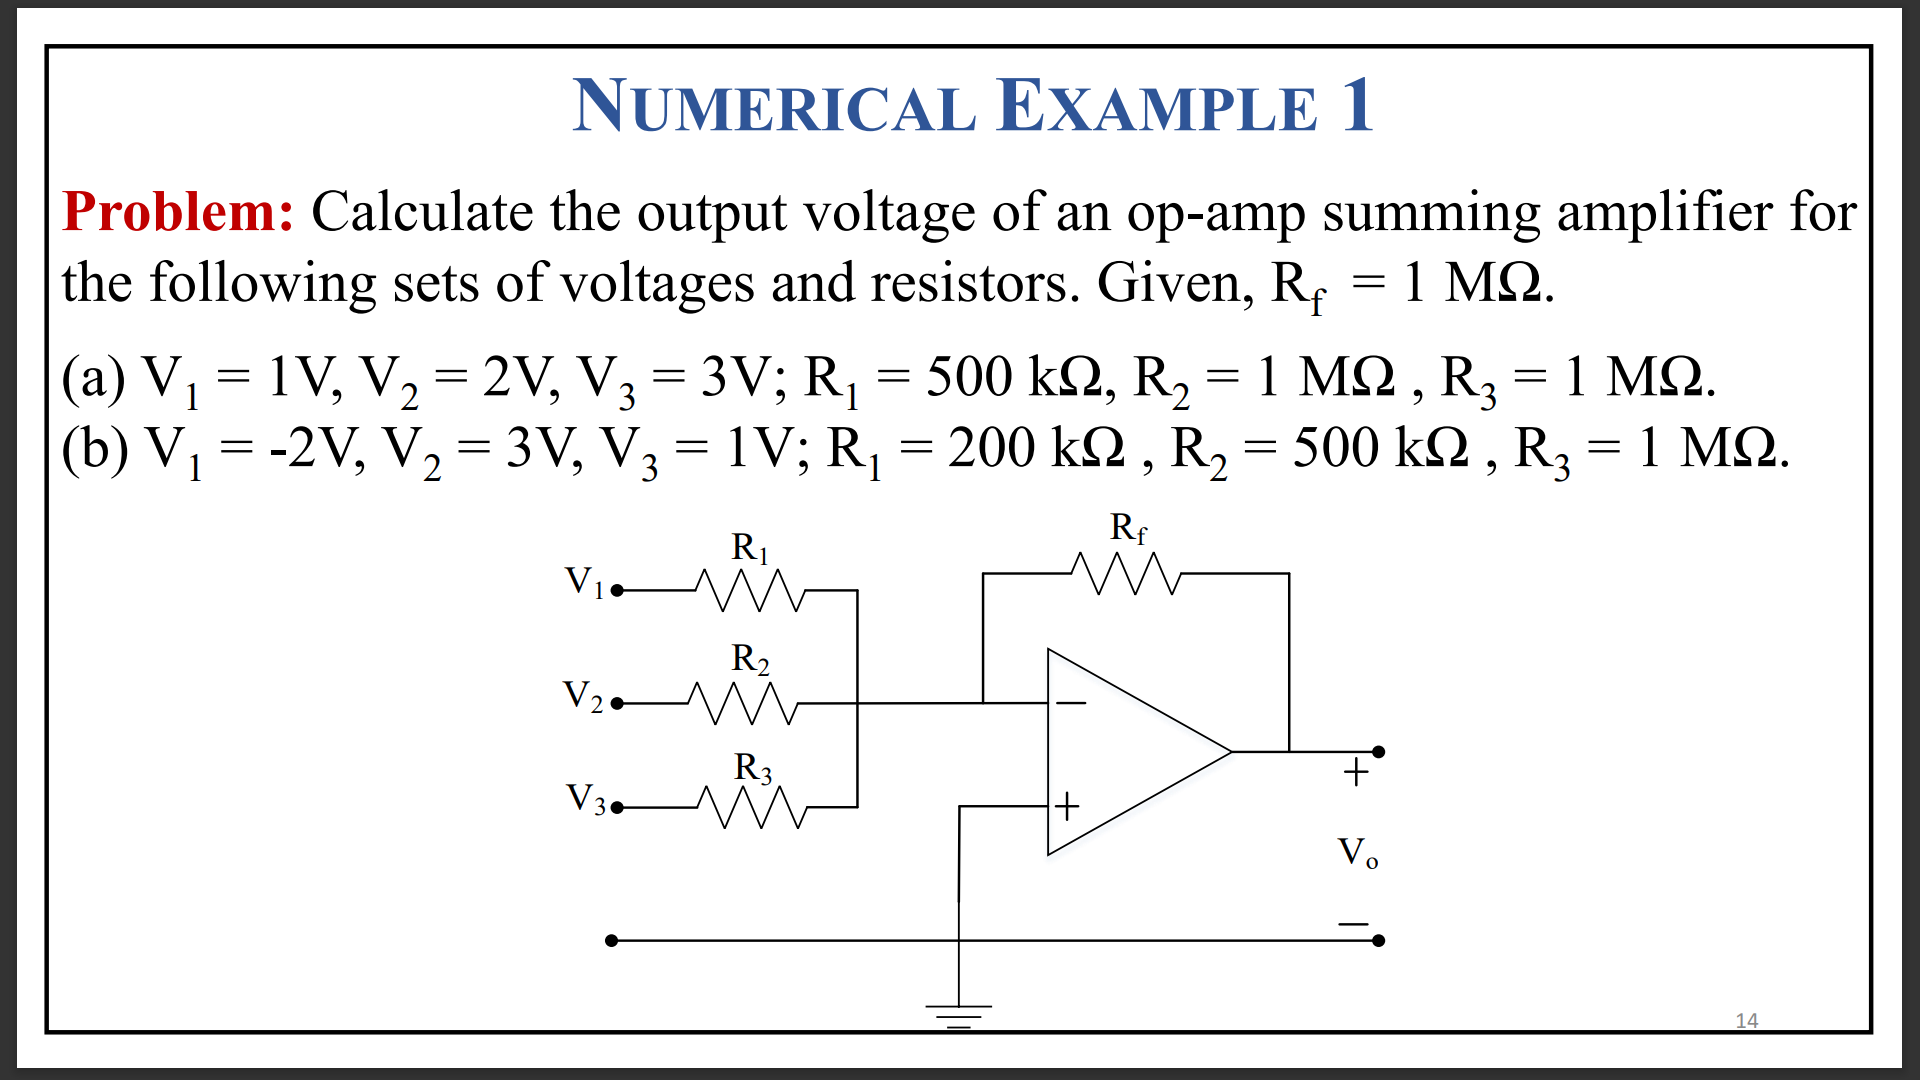 NUMERICAL EXAMPLE 1
Problem: Calculate the output voltage of an op-amp summing amplifier for
the following sets of voltages and resistors. Given, R_f = 1 MΩ.
(a) V₁ = 1V, V₂ = 2V, V₃ = 3V; R₁ = 500 kΩ, R₂ = 1 MΩ , R₃ = 1 MΩ.
(b) V₁ = -2V, V₂ = 3V, V₃ = 1V; R₁ = 200 kΩ , R₂ = 500 kΩ , R₃ = 1 MΩ.
R_f
R₁
V₁
R₂
V₂
−
R₃
V₃
+
+
Vₒ
−
14